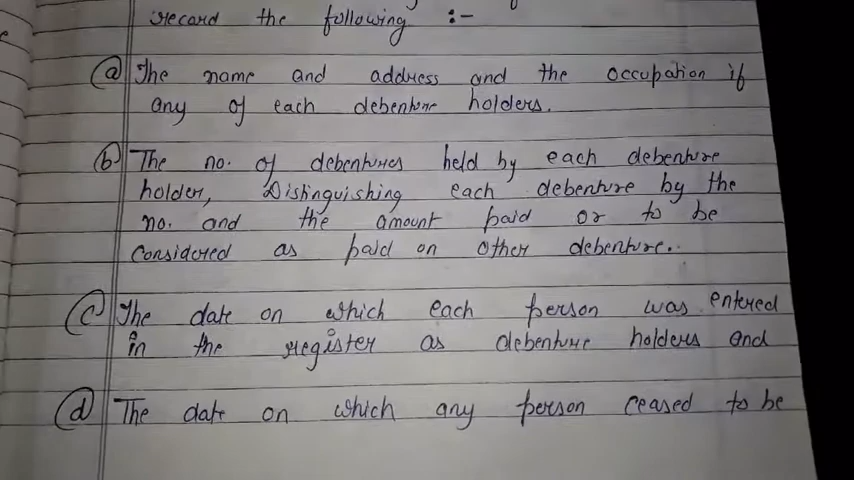 record the following :-
(a) The name and address and the occupation if
any of each debenture holders.
(b) The no. of debentures held by each debenture
holder, Distinguishing each debenture by the
no. and the amount paid or to be
considered as paid on other debenture..
(c) The date on which each person was entered
in the register as debenture holders and
(d) The date on which any person ceased to be